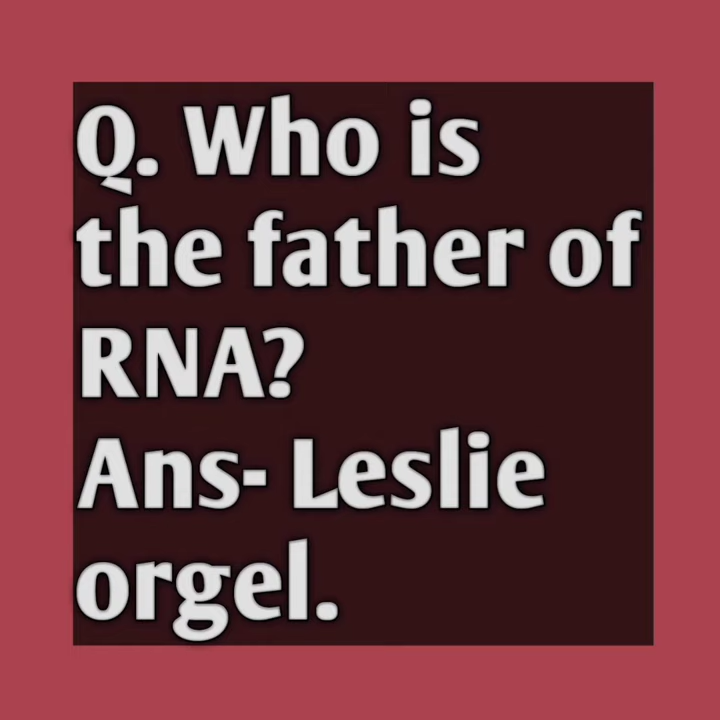 Q. Who is
the father of
RNA?
Ans- Leslie
orgel.